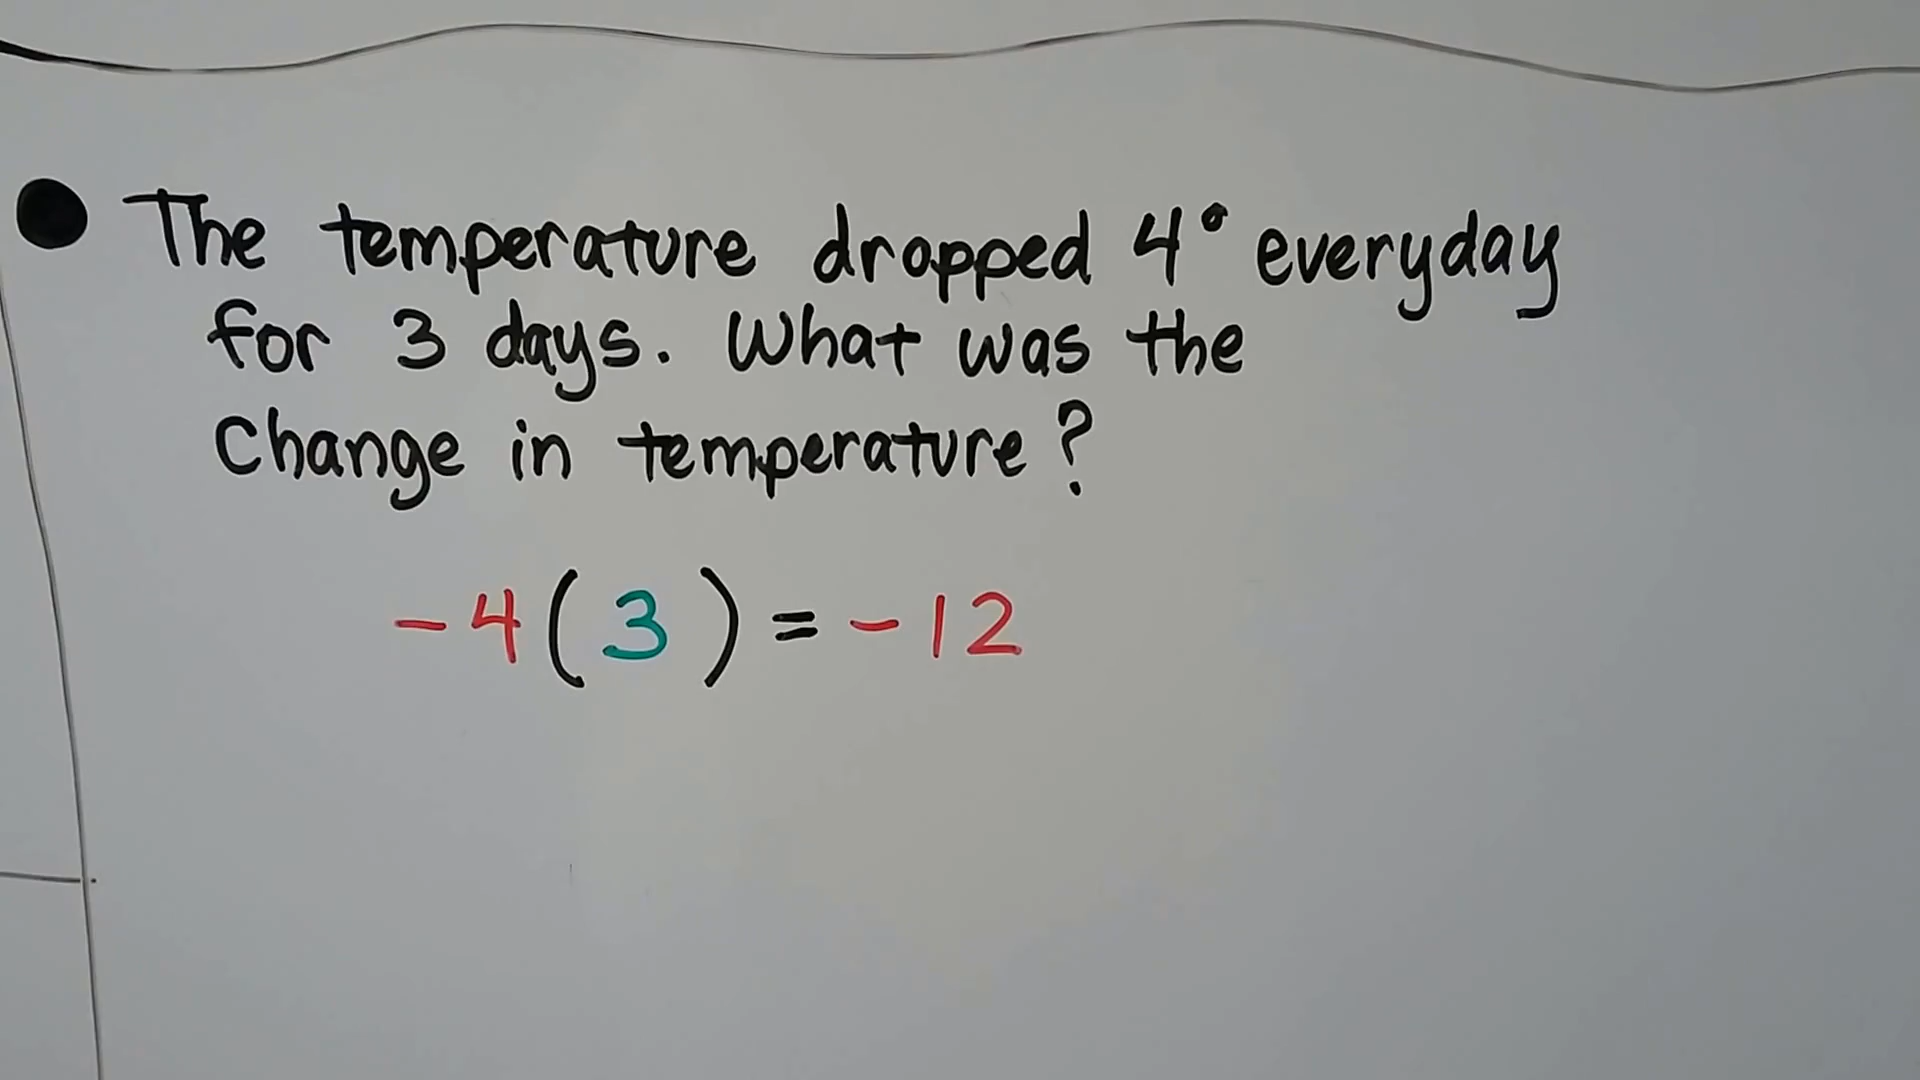 The temperature dropped 4° everyday
for 3 days. What was the
Change in temperature?
-4(3) = -12